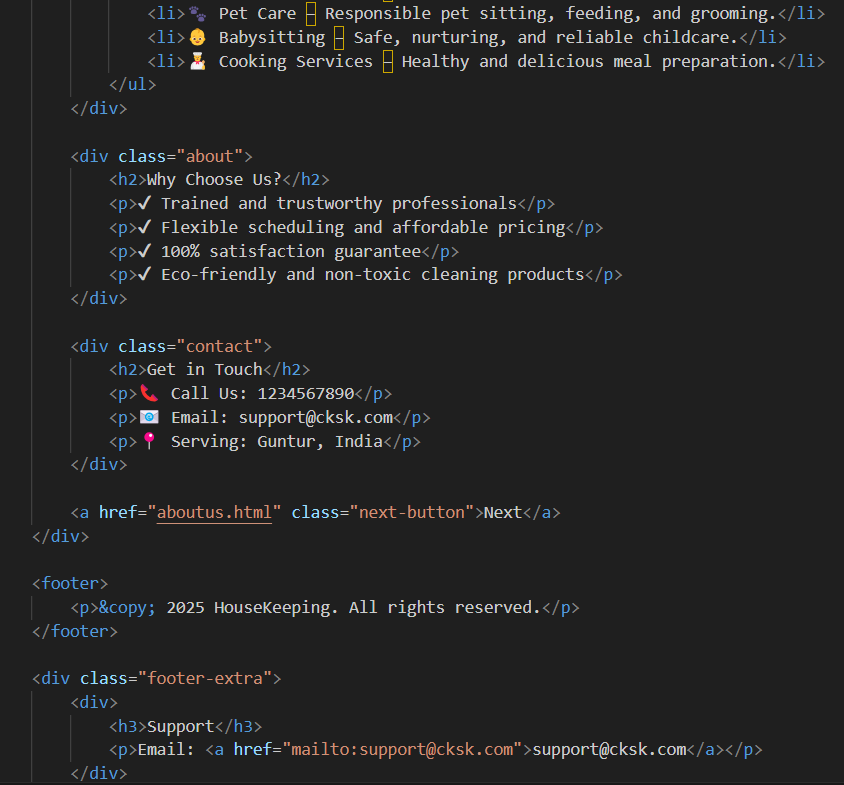 <li>🐾 Pet Care – Responsible pet sitting, feeding, and grooming.</li>
<li>👶 Babysitting – Safe, nurturing, and reliable childcare.</li>
<li>👨‍🍳 Cooking Services – Healthy and delicious meal preparation.</li>
</ul>
</div>
<div class="about">
<h2>Why Choose Us?</h2>
<p>✔ Trained and trustworthy professionals</p>
<p>✔ Flexible scheduling and affordable pricing</p>
<p>✔ 100% satisfaction guarantee</p>
<p>✔ Eco-friendly and non-toxic cleaning products</p>
</div>
<div class="contact">
<h2>Get in Touch</h2>
<p>📞 Call Us: 1234567890</p>
<p>📧 Email: support@cksk.com</p>
<p>📍 Serving: Guntur, India</p>
</div>
<a href="aboutus.html" class="next-button">Next</a>
</div>
<footer>
<p>&copy; 2025 HouseKeeping. All rights reserved.</p>
</footer>
<div class="footer-extra">
<div>
<h3>Support</h3>
<p>Email: <a href="mailto:support@cksk.com">support@cksk.com</a></p>
</div>